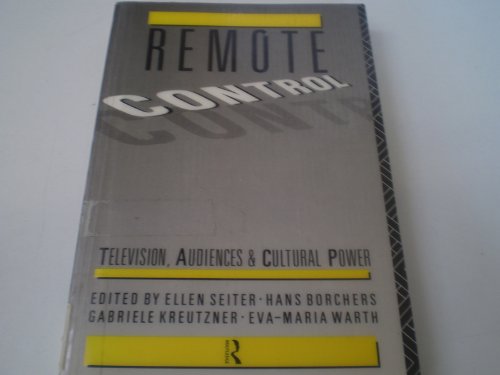 REMOTE
CONTROL
TELEVISION, AUDIENCES & CULTURAL POWER
EDITED BY ELLEN SEITER · HANS BORCHERS
GABRIELE KREUTZNER · EVA-MARIA WARTH